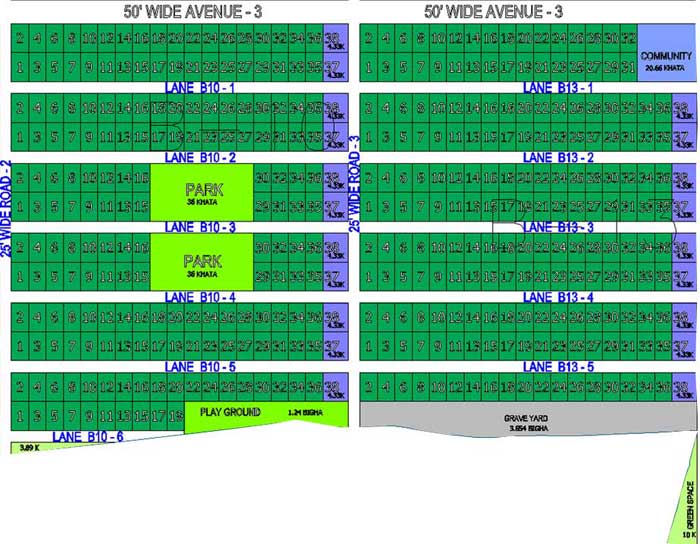 50' WIDE AVENUE - 3
50' WIDE AVENUE - 3
2 4 6 8 10 12 14 16 18 20 22 24 26 28 30 32 34 36 38
4.33K
1 3 5 7 9 11 13 15 17 19 21 23 25 27 29 31 33 35 37
4.33K
2 4 6 8 10 12 14 16 18 20 22 24 26 28 30 32
1 3 5 7 9 11 13 15 17 19 21 23 25 27 29 31
COMMUNITY
20.66 KHATA
LANE B10 - 1
LANE B13 - 1
2 4 6 8 10 12 14 16 18 20 22 24 26 28 30 32 34 36 38
4.33K
1 3 5 7 9 11 13 15 17 19 21 23 25 27 29 31 33 35 37
4.33K
2 4 6 8 10 12 14 16 18 20 22 24 26 28 30 32 34 36 38
4.33K
1 3 5 7 9 11 13 15 17 19 21 23 25 27 29 31 33 35 37
4.33K
LANE B10 - 2
LANE B13 - 2
25' WIDE ROAD - 2
25' WIDE ROAD - 3
2 4 6 8 10 12 14 16
PARK
36 KHATA
30 32 34 36 38
4.33K
1 3 5 7 9 11 13 15
29 31 33 35 37
4.33K
2 4 6 8 10 12 14 16 18 20 22 24 26 28 30 32 34 36 38
4.33K
1 3 5 7 9 11 13 15 17 19 21 23 25 27 29 31 33 35 37
4.33K
LANE B10 - 3
LANE B13 - 3
2 4 6 8 10 12 14 16
PARK
36 KHATA
30 32 34 36 38
4.33K
1 3 5 7 9 11 13 15
29 31 33 35 37
4.33K
2 4 6 8 10 12 14 16 18 20 22 24 26 28 30 32 34 36 38
4.33K
1 3 5 7 9 11 13 15 17 19 21 23 25 27 29 31 33 35 37
4.33K
LANE B10 - 4
LANE B13 - 4
2 4 6 8 10 12 14 16 18 20 22 24 26 28 30 32 34 36 38
4.33K
1 3 5 7 9 11 13 15 17 19 21 23 25 27 29 31 33 35 37
4.33K
2 4 6 8 10 12 14 16 18 20 22 24 26 28 30 32 34 36 38
4.33K
1 3 5 7 9 11 13 15 17 19 21 23 25 27 29 31 33 35 37
4.33K
LANE B10 - 5
LANE B13 - 5
2 4 6 8 10 12 14 16 18 20 22 24 26 28 30 32 34 36 38
4.33K
1 3 5 7 9 11 13 15 17 19
PLAY GROUND 1.24 BIGHA
2 4 6 8 10 12 14 16 18 20 22 24 26 28 30 32 34 36 38
4.33K
GRAVE YARD
3.654 BIGHA
LANE B10 - 6
3.89 K
GREEN SPACE
10 K